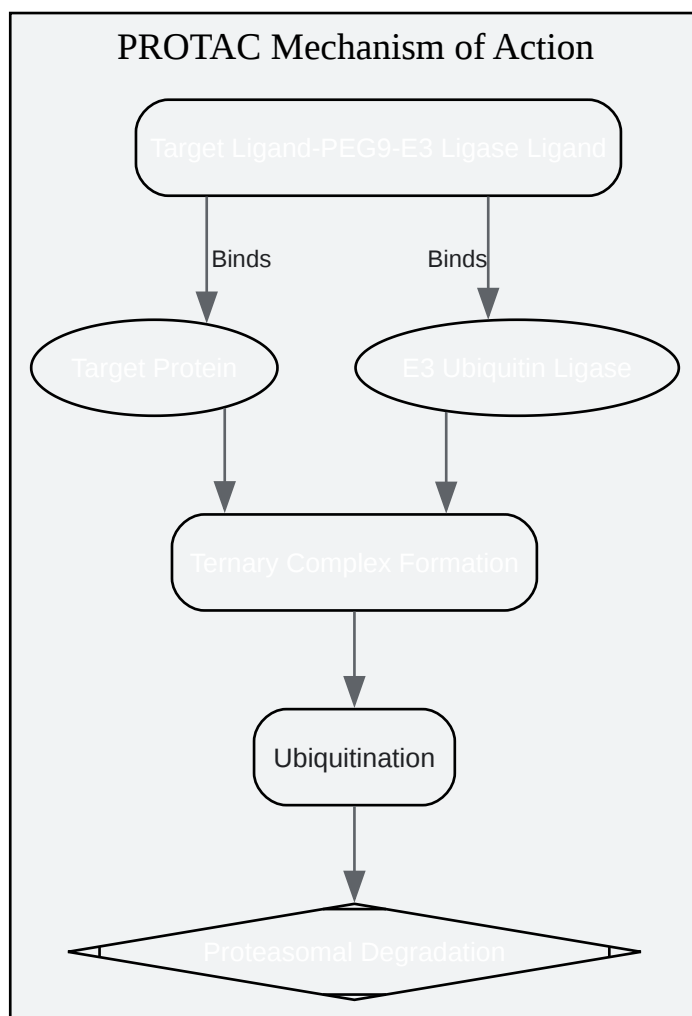 PROTAC Mechanism of Action
Target Ligand-PEG9-E3 Ligase Ligand
Binds
Binds
Target Protein
E3 Ubiquitin Ligase
Ternary Complex Formation
Ubiquitination
Proteasomal Degradation